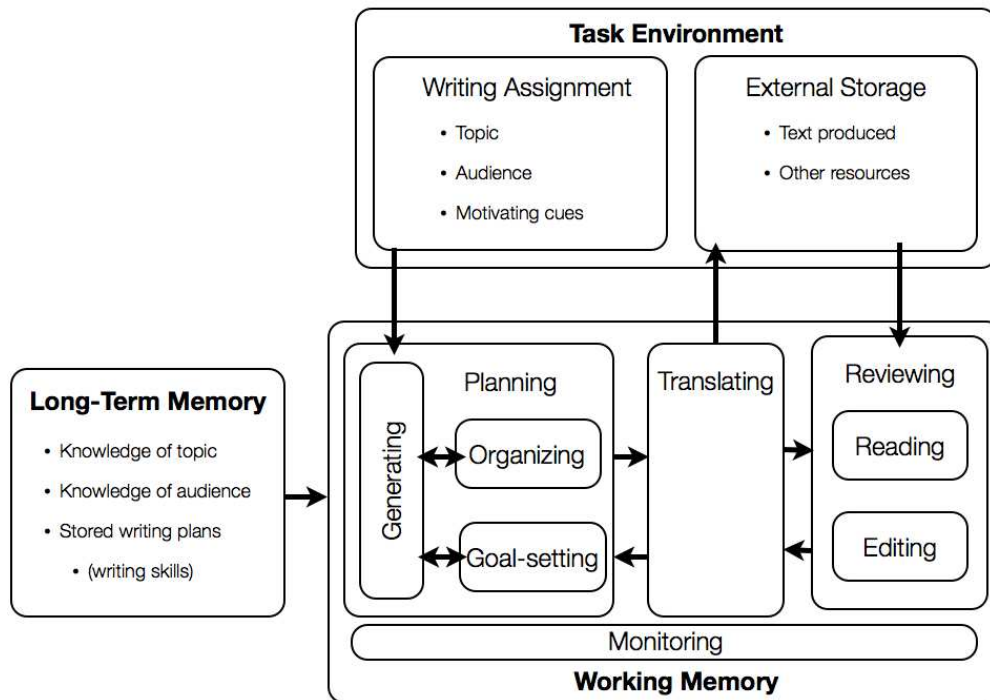 Task Environment
Writing Assignment
• Topic
• Audience
• Motivating cues
External Storage
• Text produced
• Other resources
Long-Term Memory
• Knowledge of topic
• Knowledge of audience
• Stored writing plans
• (writing skills)
Planning
Generating
Organizing
Goal-setting
Translating
Reviewing
Reading
Editing
Monitoring
Working Memory